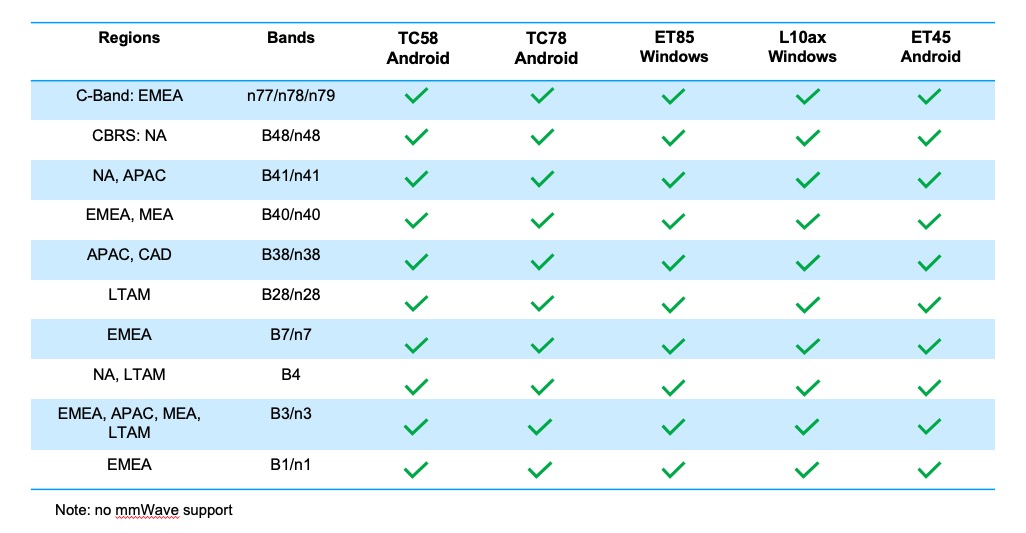 Regions Bands TC58 TC78 ET85 L10ax ET45
Android Android Windows Windows Android
C-Band: EMEA n77/n78/n79
CBRS: NA B48/n48
NA, APAC B41/n41
EMEA, MEA B40/n40
APAC, CAD B38/n38
LTAM B28/n28
EMEA B7/n7
NA, LTAM B4
EMEA, APAC, MEA, B3/n3
LTAM
EMEA B1/n1
Note: no mmWave support